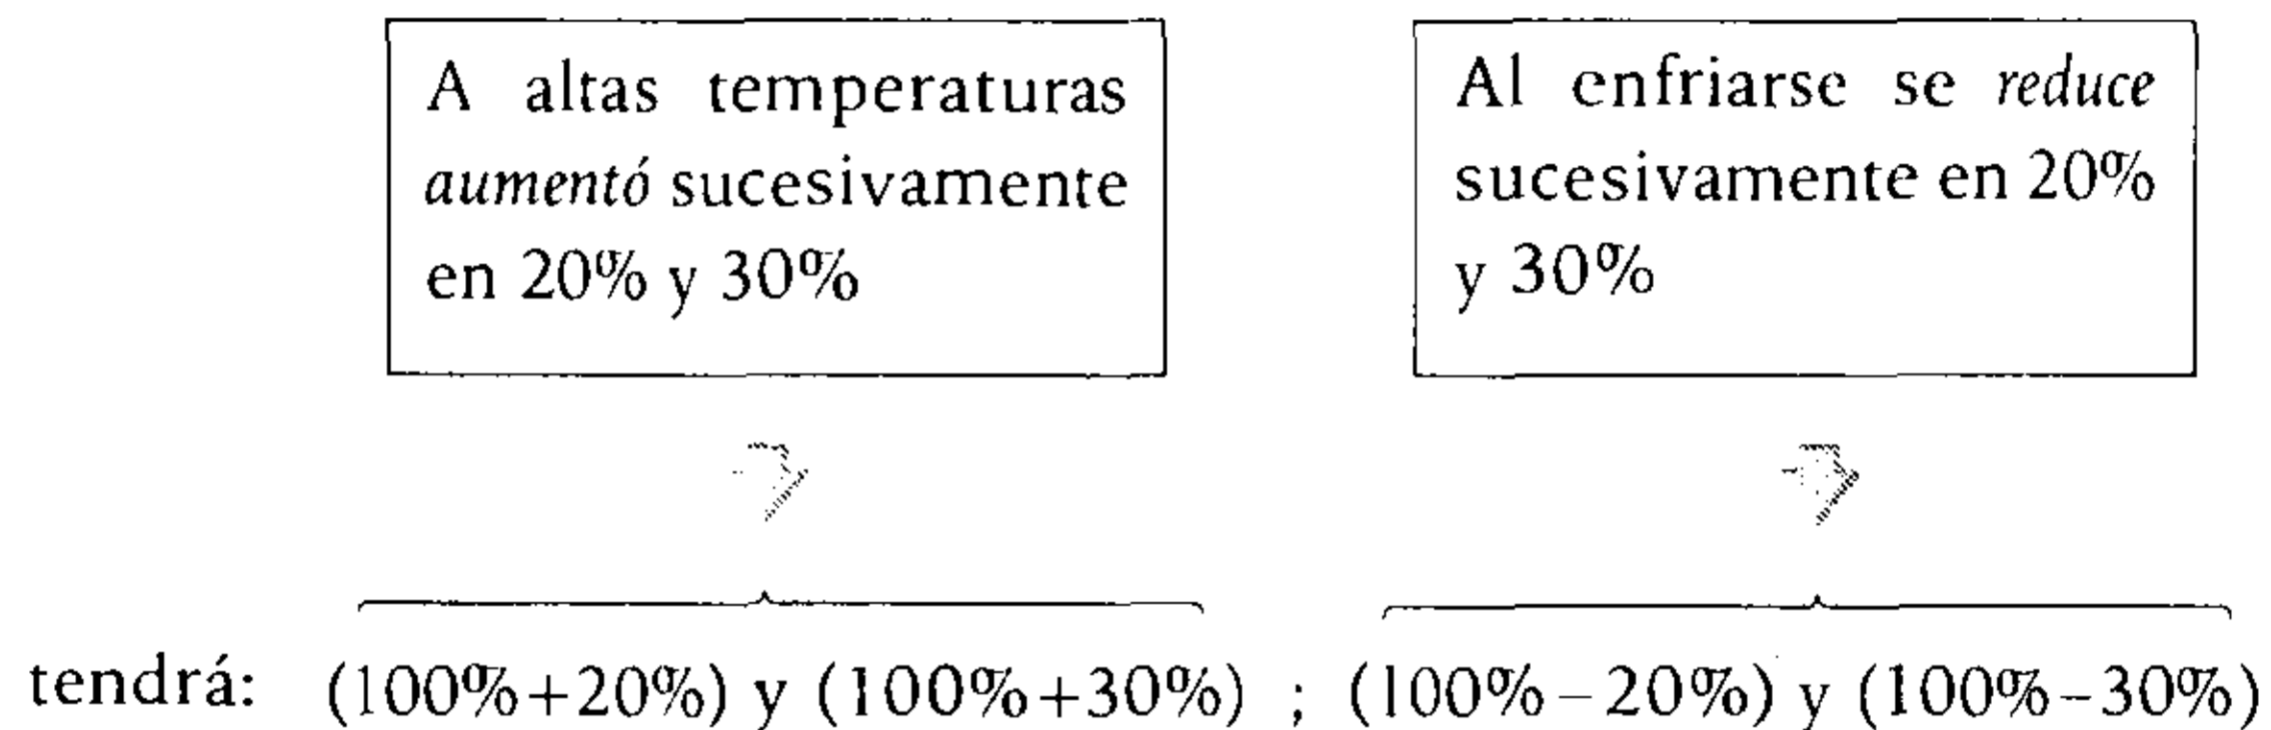 A altas temperaturas
aumentó sucesivamente
en 20% y 30%
Al enfriarse se reduce
sucesivamente en 20%
y 30%
tendrá: (100%+20%) y (100%+30%) ; (100%-20%) y (100%-30%)